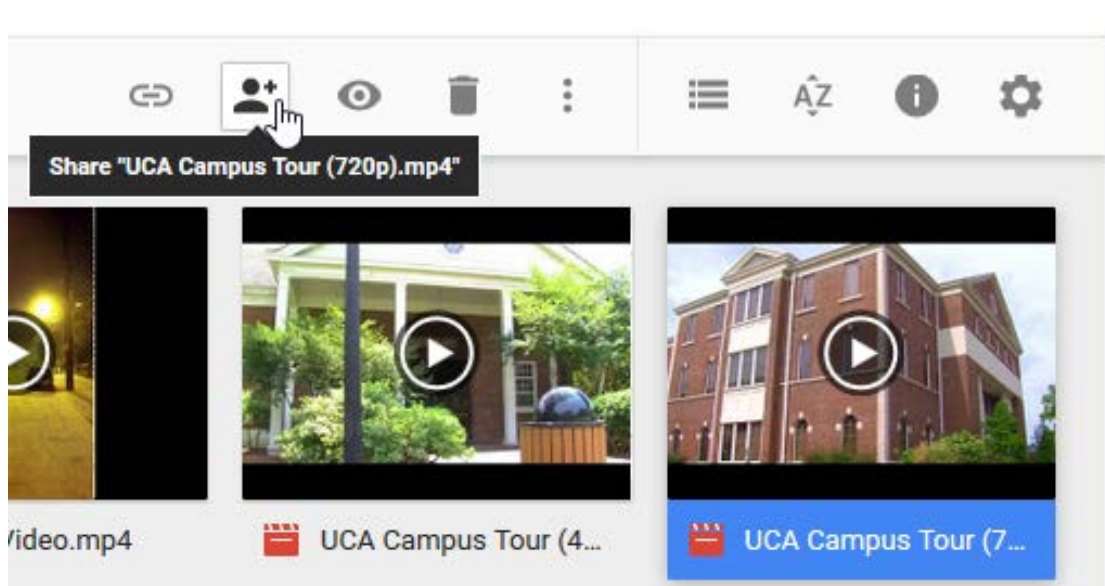 AZ
Share "UCA Campus Tour (720p).mp4"
Video.mp4
UCA Campus Tour (4...
UCA Campus Tour (7...